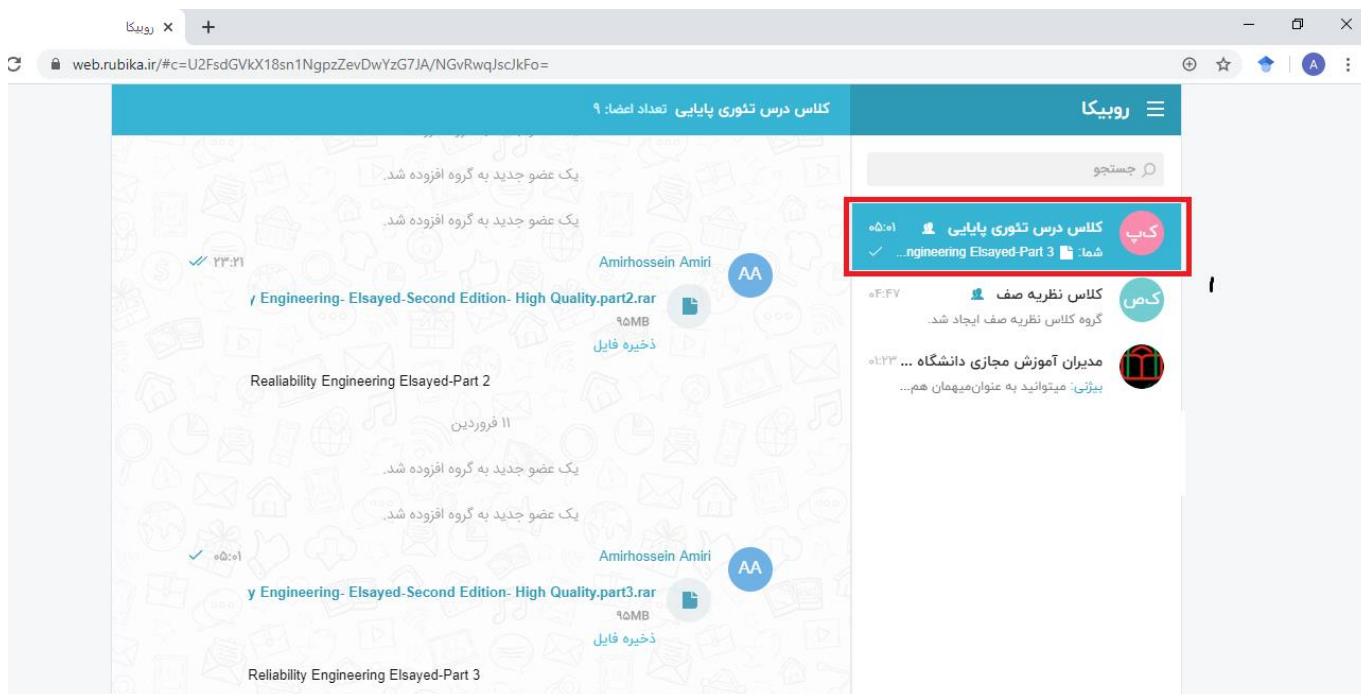 روبیکا
web.rubika.ir/#c=U2FsdGVkX18sn1NgpzZevDwYzG7JA/NGvRwqJscJkFo=
A
روبیکا
کلاس درس تئوری پایایی تعداد اعضا: ۹
جستجو
کپ
کلاس درس تئوری پایایی ۰۵:۰۱
شما: ngineering Elsayed-Part 3...
کص
کلاس نظریه صف ۰۴:۴۷
گروه کلاس نظریه صف ایجاد شد.
مدیران آموزش مجازی دانشگاه ... ۰۱:۲۳
بیژنی: میتوانید به عنوان‌میهمان هم...
۱
یک عضو جدید به گروه افزوده شد.
یک عضو جدید به گروه افزوده شد.
AA
Amirhossein Amiri ۲۳:۲۱
y Engineering- Elsayed-Second Edition- High Quality.part2.rar
۹۵MB
ذخیره فایل
Realiability Engineering Elsayed-Part 2
۱۱ فروردین
یک عضو جدید به گروه افزوده شد.
یک عضو جدید به گروه افزوده شد.
AA
Amirhossein Amiri ۰۵:۰۱
y Engineering- Elsayed-Second Edition- High Quality.part3.rar
۹۵MB
ذخیره فایل
Reliability Engineering Elsayed-Part 3